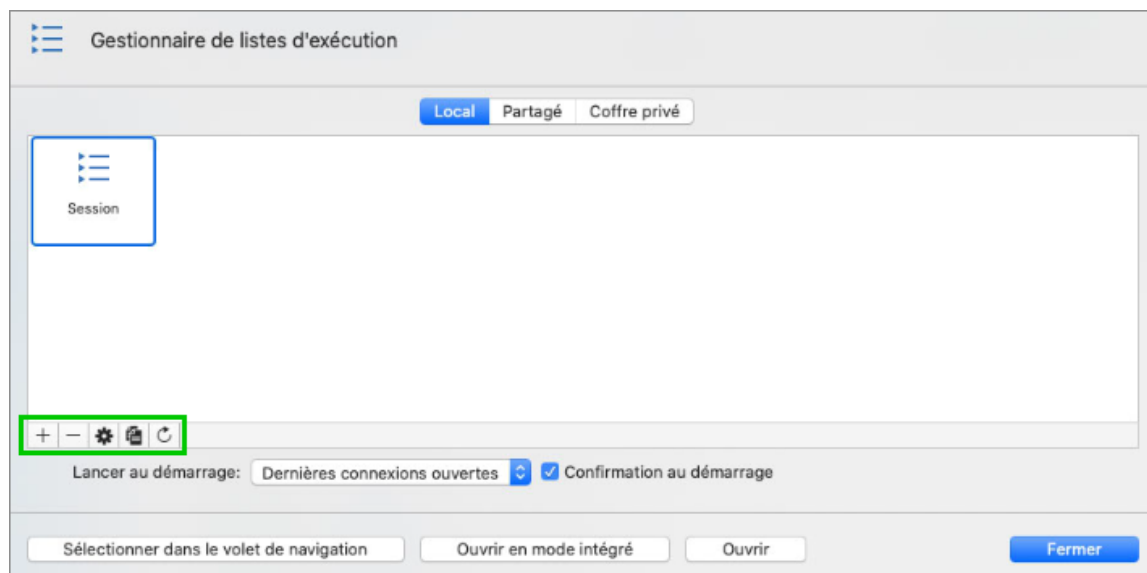 Gestionnaire de listes d'exécution
Local Partagé Coffre privé
Session
Lancer au démarrage: Dernières connexions ouvertes Confirmation au démarrage
Sélectionner dans le volet de navigation Ouvrir en mode intégré Ouvrir Fermer